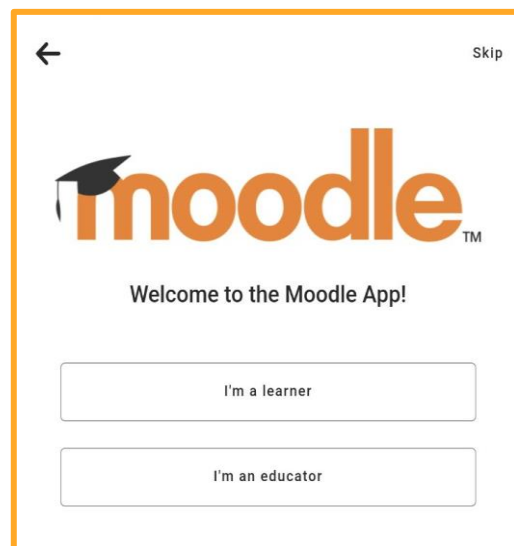 Skip
moodle
TM
Welcome to the Moodle App!
I'm a learner
I'm an educator